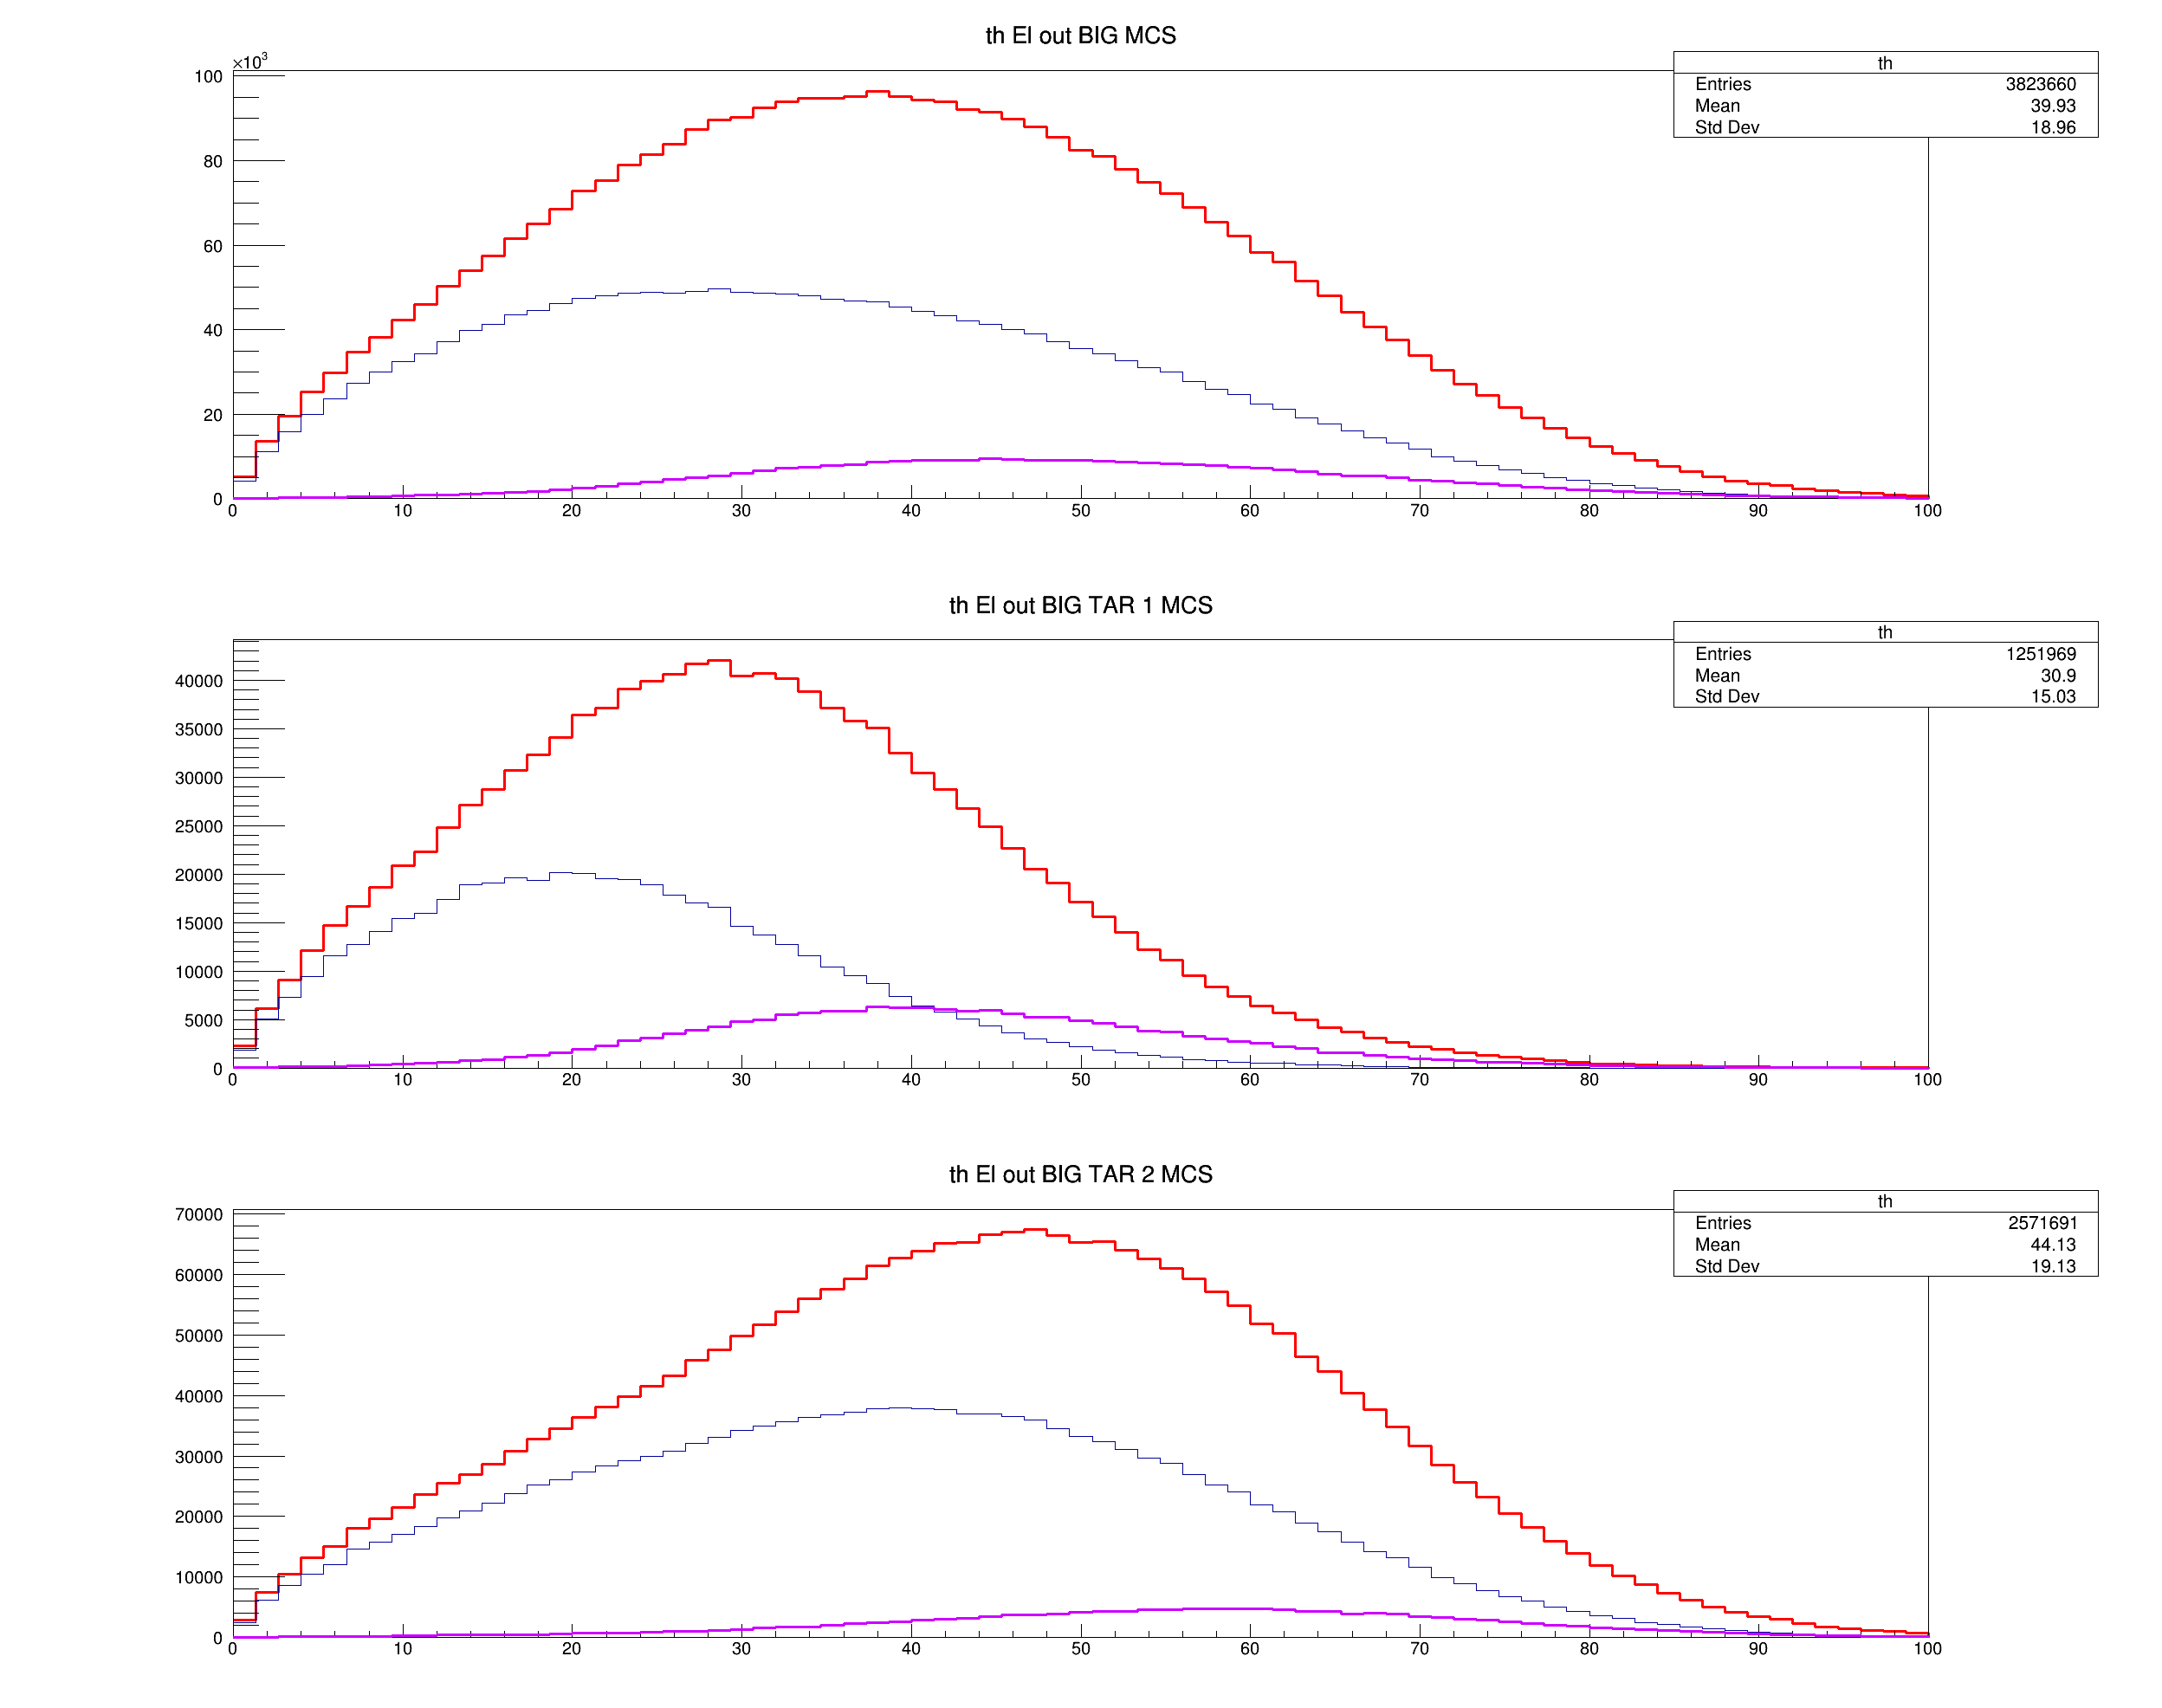 th El out BIG MCS
×10³
th
Entries 3823660
Mean 39.93
Std Dev 18.96
100
80
60
40
20
0
0 10 20 30 40 50 60 70 80 90 100
th El out BIG TAR 1 MCS
th
Entries 1251969
Mean 30.9
Std Dev 15.03
40000
35000
30000
25000
20000
15000
10000
5000
0
0 10 20 30 40 50 60 70 80 90 100
th El out BIG TAR 2 MCS
th
Entries 2571691
Mean 44.13
Std Dev 19.13
70000
60000
50000
40000
30000
20000
10000
0
0 10 20 30 40 50 60 70 80 90 100